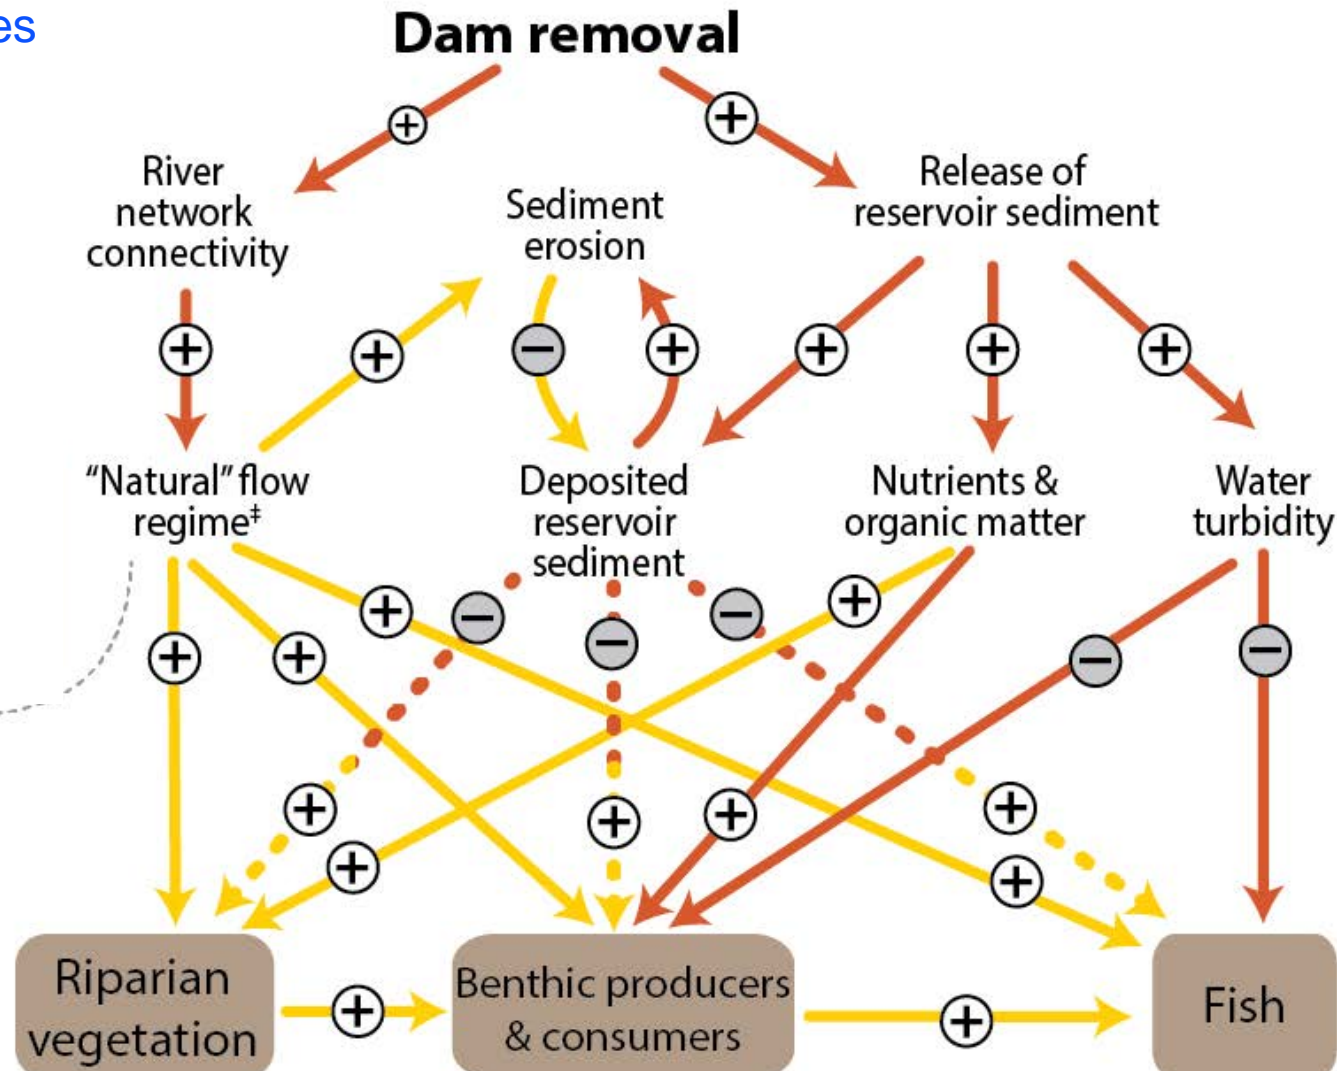 es
Dam removal
+
+
River
network
connectivity
Sediment
erosion
Release of
reservoir sediment
+
+
−
+
+
+
+
“Natural” flow
regime‡
Deposited
reservoir
sediment
Nutrients &
organic matter
Water
turbidity
+
−
−
−
+
+
+
−
−
+
+
+
+
+
+
Riparian
vegetation
+
Benthic producers
& consumers
+
Fish